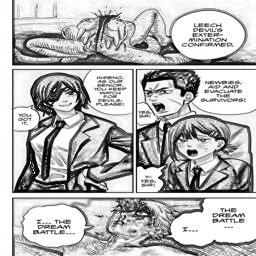 LEECH
DEVIL'S
EXTER-
MINATION
CONFIRMED.
HIMENO,
AS OUR
SENIOR,
YOU KEEP
WATCH
FOR
DEVILS,
PLEASE!
YOU
GOT
IT.
NEWBIES,
AID AND
EVACUATE
THE
SURVIVORS!
YES,
SIR!
Y-
YES,
SIR!
I... THE
DREAM
BATTLE...
THE
DREAM
BATTLE...
I...